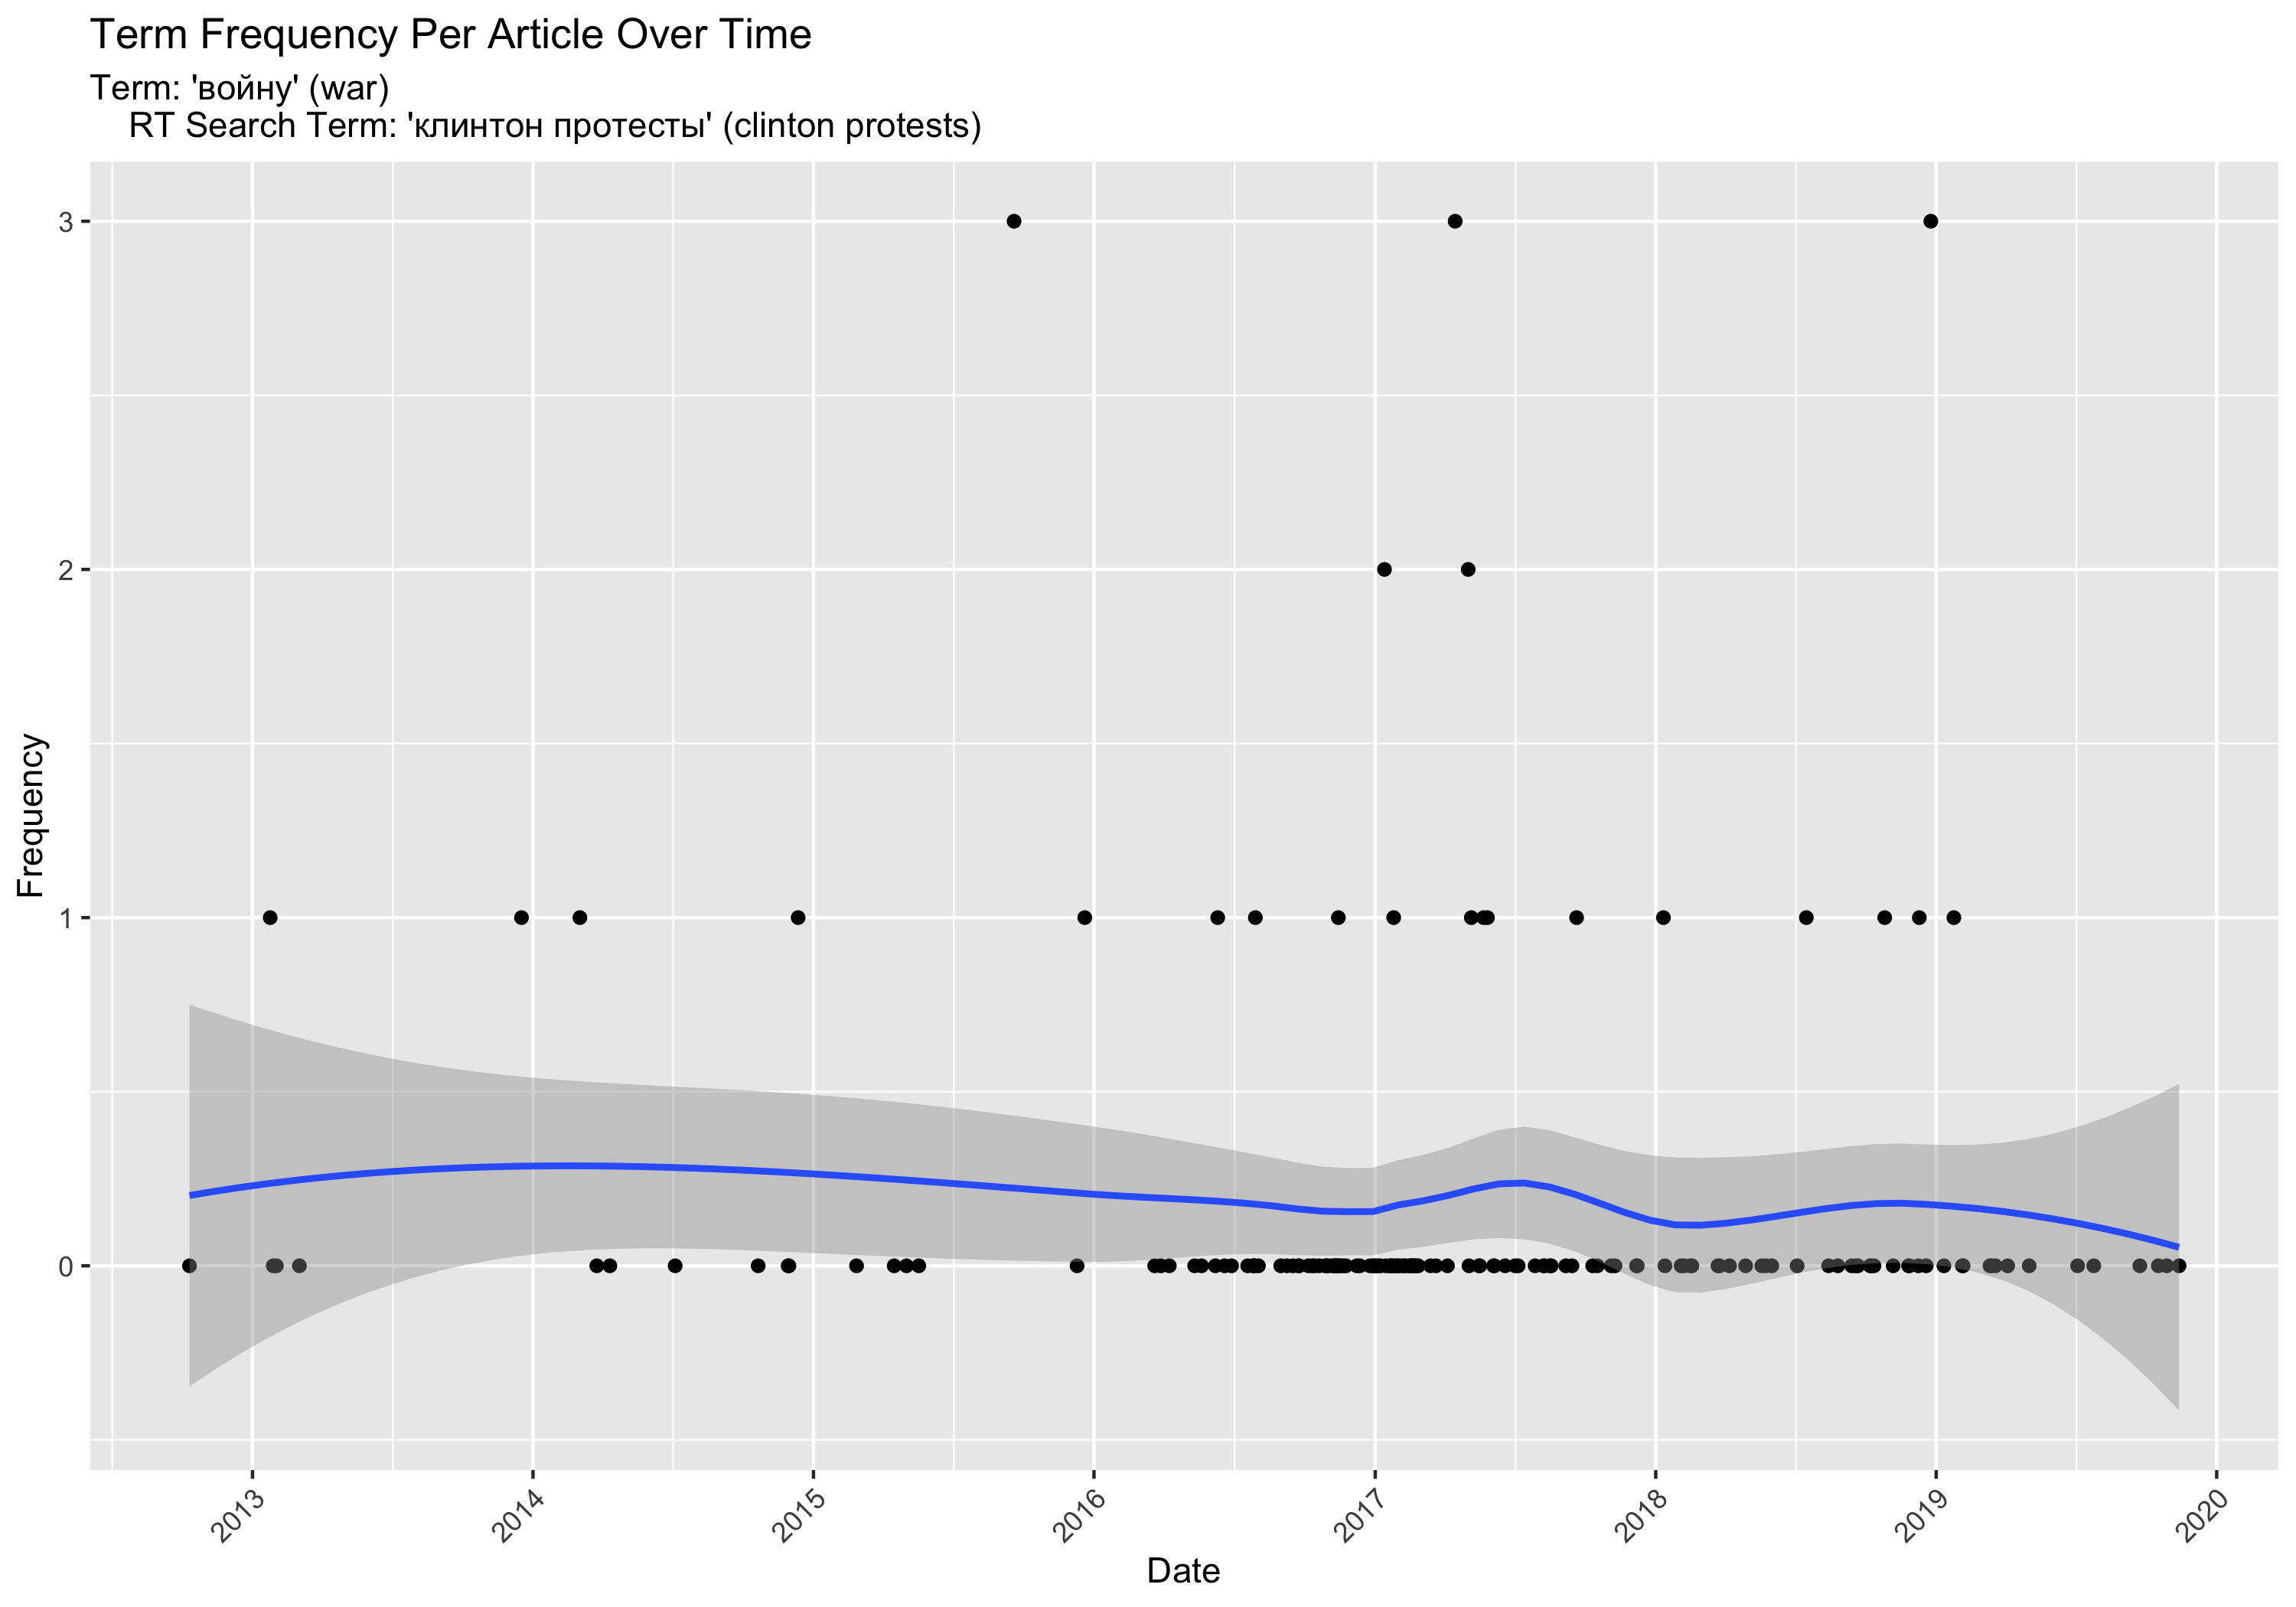 Term Frequency Per Article Over Time
Term: 'войну' (war)
RT Search Term: 'клинтон протесты' (clinton protests)
3
2
1
0
Frequency
2013
2014
2015
2016
2017
2018
2019
2020
Date